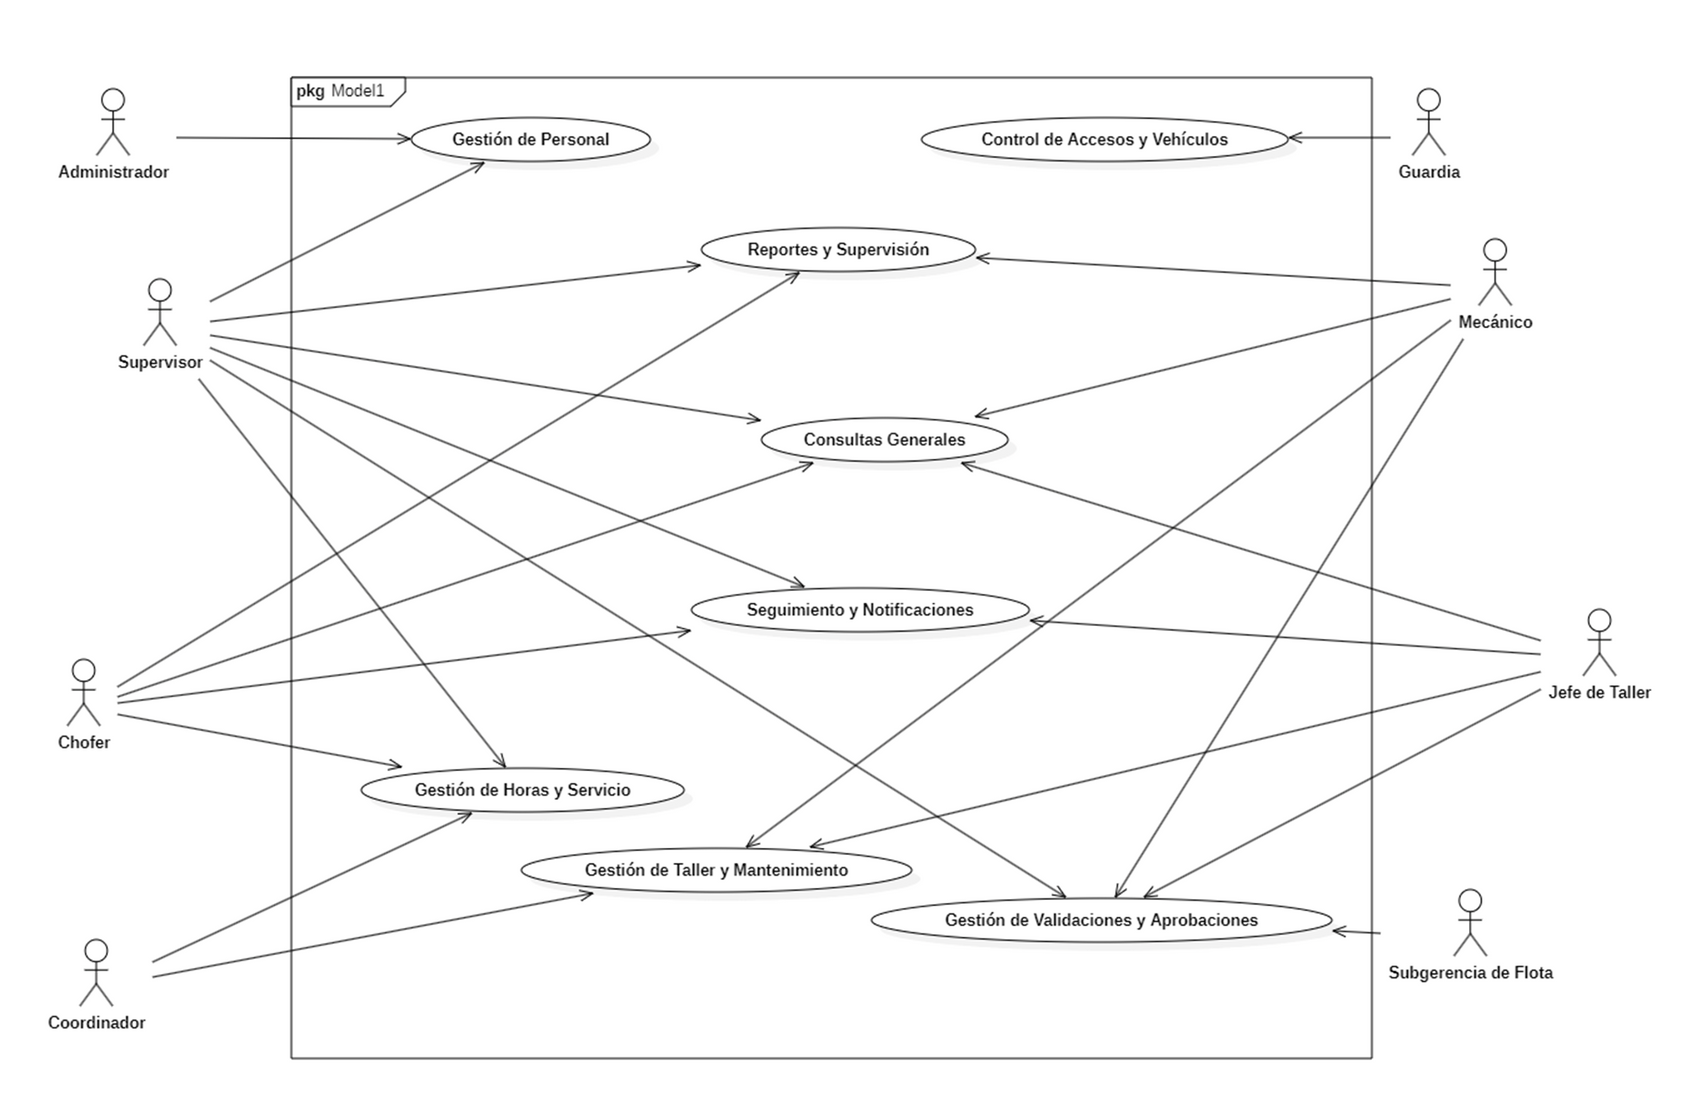 pkg Model1
Administrador
Gestión de Personal
Control de Accesos y Vehículos
Guardia
Reportes y Supervisión
Mecánico
Supervisor
Consultas Generales
Seguimiento y Notificaciones
Jefe de Taller
Chofer
Gestión de Horas y Servicio
Gestión de Taller y Mantenimiento
Gestión de Validaciones y Aprobaciones
Subgerencia de Flota
Coordinador